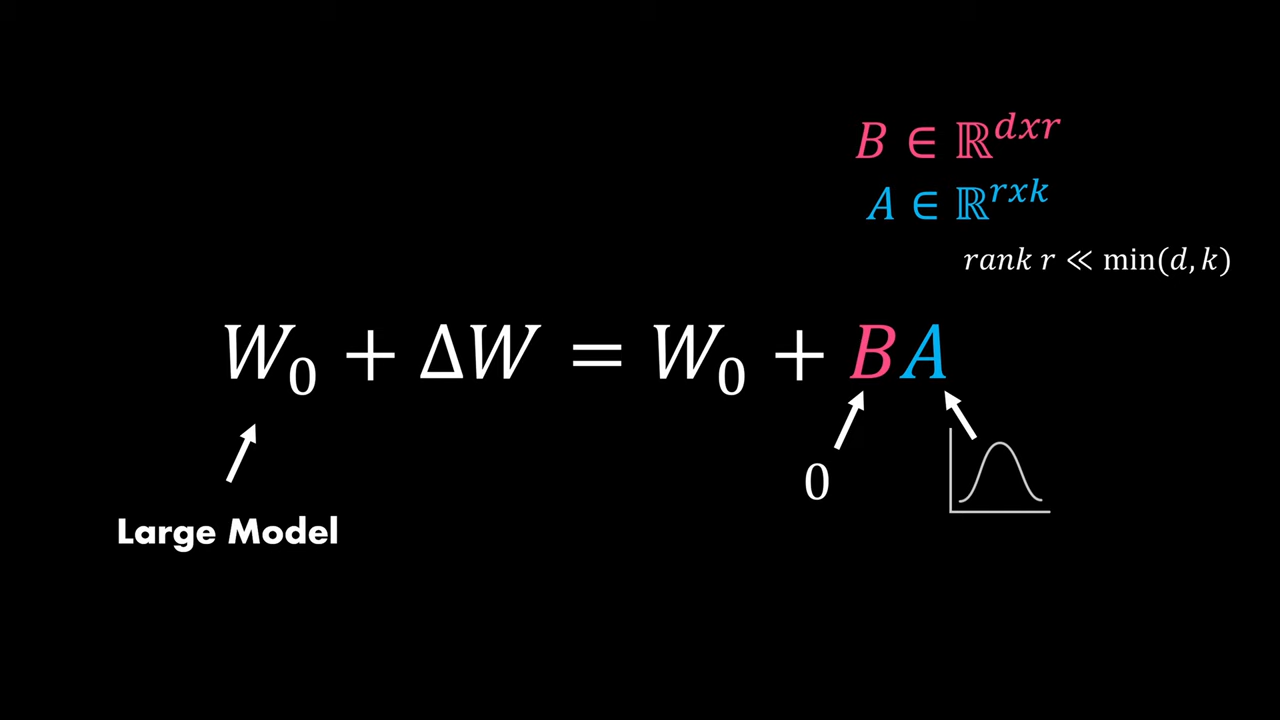 B ∈ ℝ^{dxr}
A ∈ ℝ^{rxk}
rank r ≪ min(d, k)
W₀ + ΔW = W₀ + BA
0
Large Model